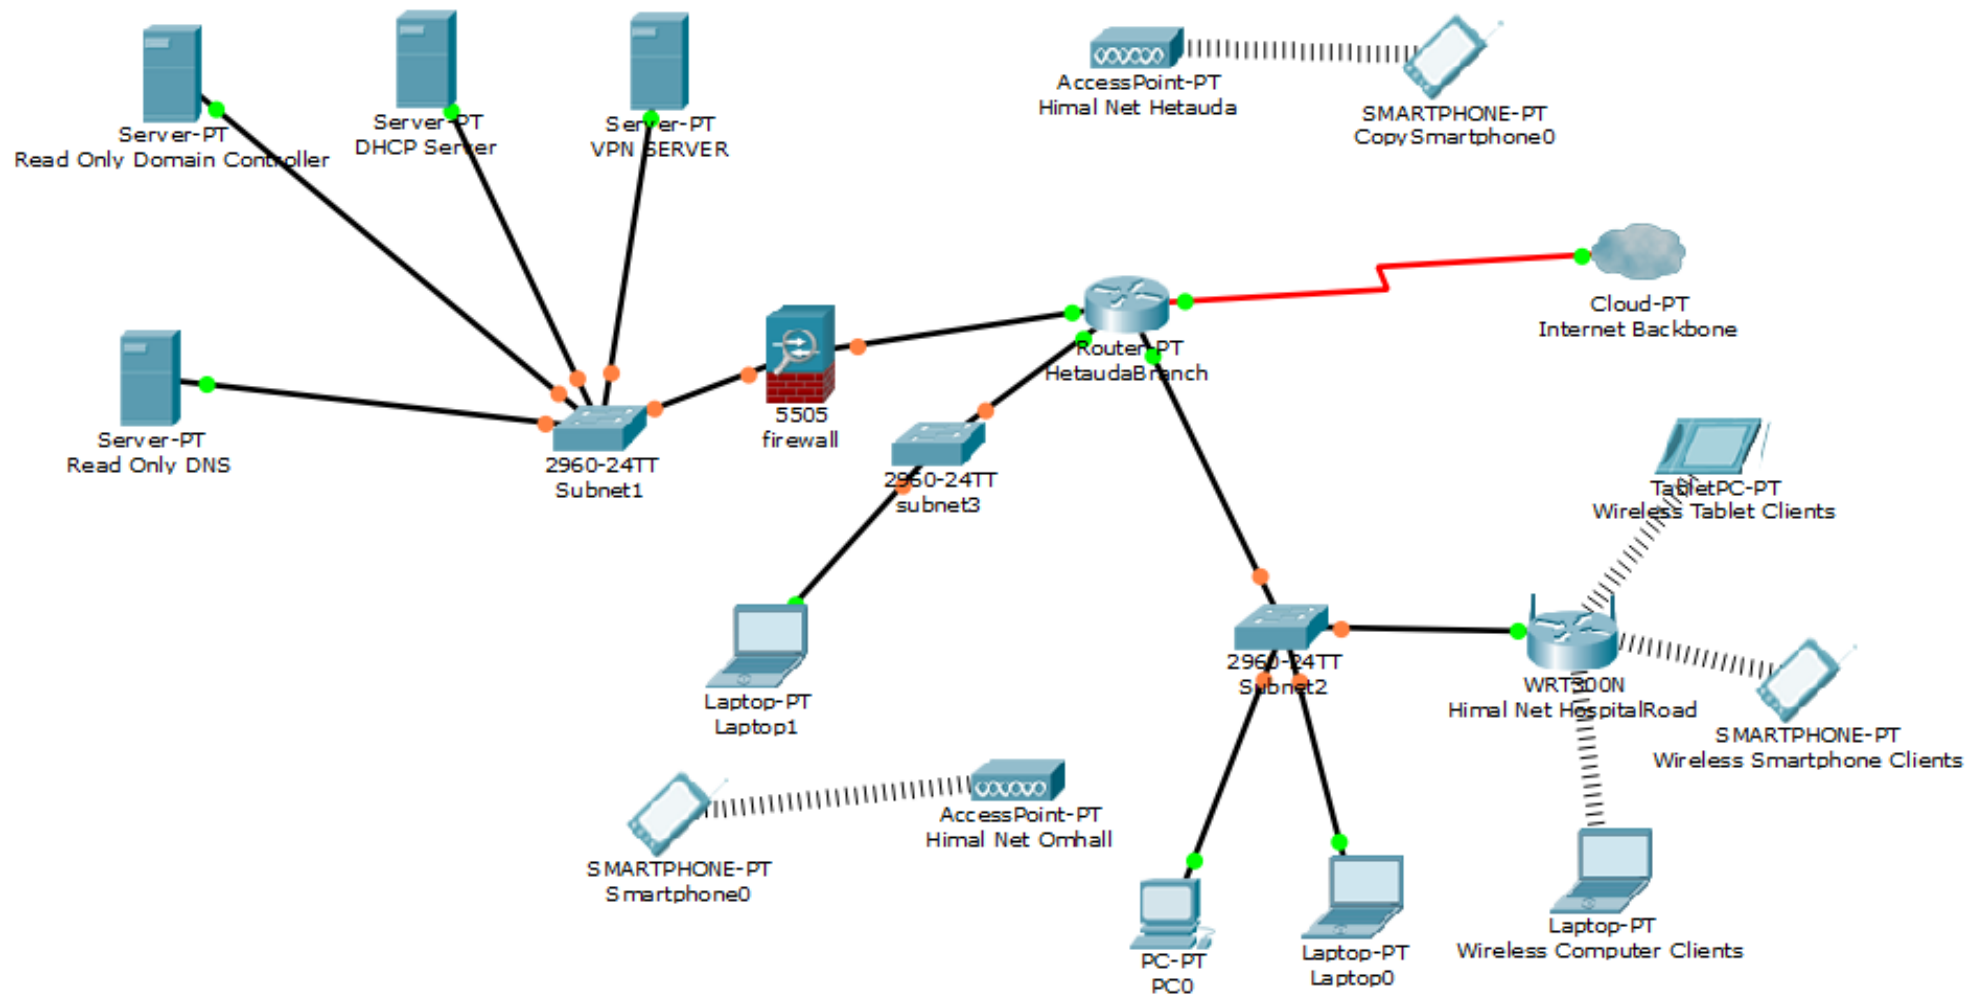 Server-PT
Read Only Domain Controller
Server-PT
DHCP Server
Server-PT
VPN SERVER
AccessPoint-PT
Himal Net Hetauda
SMARTPHONE-PT
CopySmartphone0
Cloud-PT
Internet Backbone
Router-PT
HetaudaBranch
5505
firewall
Server-PT
Read Only DNS
2960-24TT
Subnet1
2960-24TT
subnet3
TabletPC-PT
Wireless Tablet Clients
2960-24TT
Subnet2
WRT300N
Himal Net HospitalRoad
SMARTPHONE-PT
Wireless Smartphone Clients
Laptop-PT
Laptop1
AccessPoint-PT
Himal Net Omhall
SMARTPHONE-PT
Smartphone0
PC-PT
PC0
Laptop-PT
Laptop0
Laptop-PT
Wireless Computer Clients